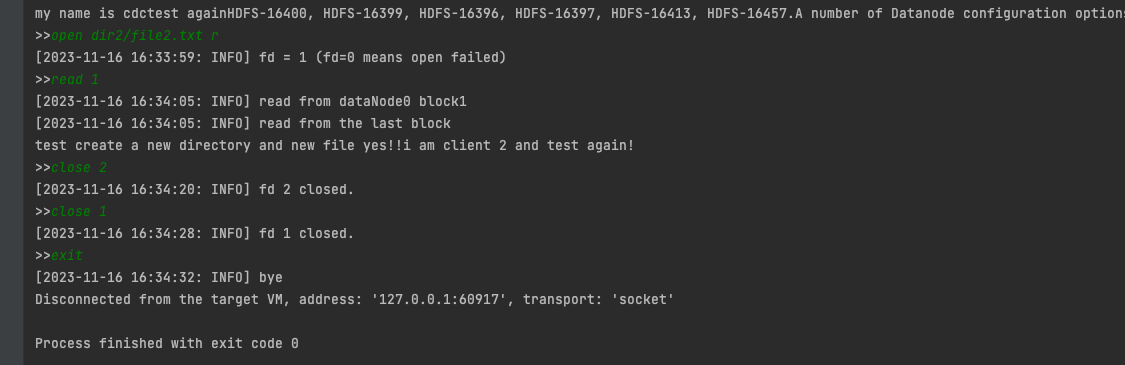 my name is cdctest againHDFS-16400, HDFS-16399, HDFS-16396, HDFS-16397, HDFS-16413, HDFS-16457.A number of Datanode configuration options
>>open dir2/file2.txt r
[2023-11-16 16:33:59: INFO] fd = 1 (fd=0 means open failed)
>>read 1
[2023-11-16 16:34:05: INFO] read from dataNode0 block1
[2023-11-16 16:34:05: INFO] read from the last block
test create a new directory and new file yes!!i am client 2 and test again!
>>close 2
[2023-11-16 16:34:20: INFO] fd 2 closed.
>>close 1
[2023-11-16 16:34:28: INFO] fd 1 closed.
>>exit
[2023-11-16 16:34:32: INFO] bye
Disconnected from the target VM, address: '127.0.0.1:60917', transport: 'socket'
Process finished with exit code 0